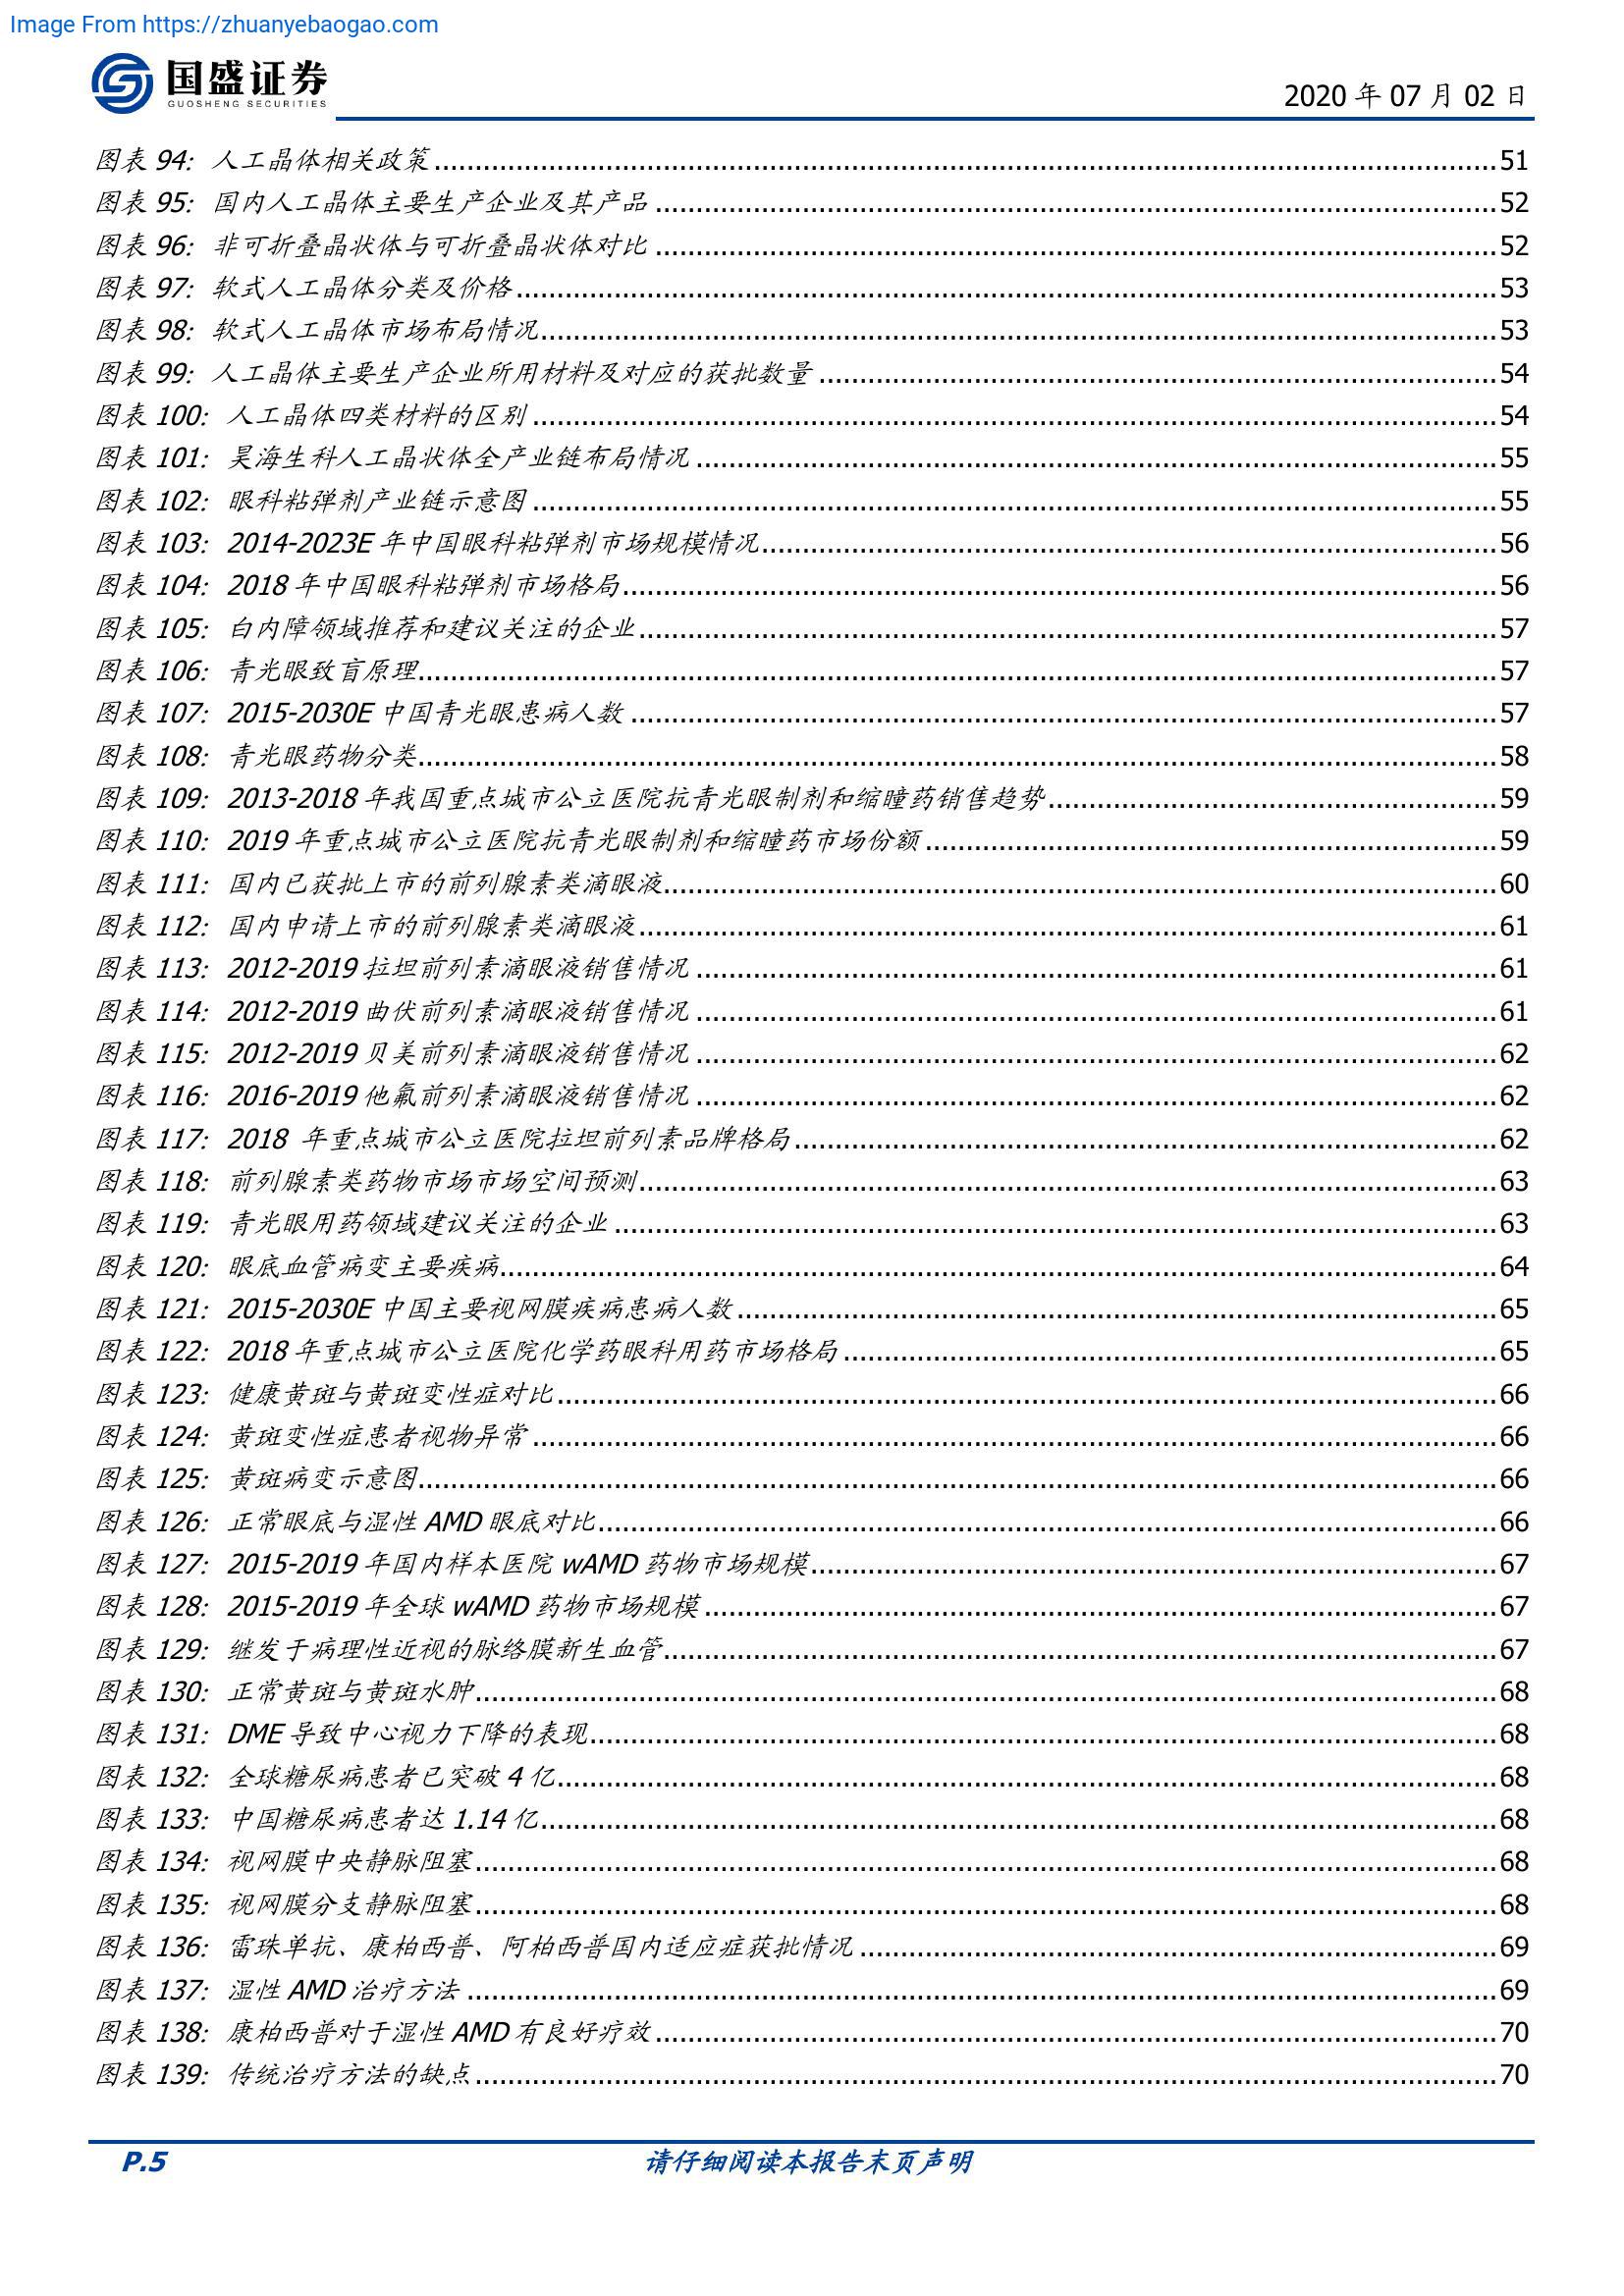 Image From https://zhuanyebaogao.com
国盛证券
GUOSHENG SECURITIES
2020 年 07 月 02 日
图表 94: 人工晶体相关政策 51
图表 95: 国内人工晶体主要生产企业及其产品 52
图表 96: 非可折叠晶状体与可折叠晶状体对比 52
图表 97: 软式人工晶体分类及价格 53
图表 98: 软式人工晶体市场布局情况 53
图表 99: 人工晶体主要生产企业所用材料及对应的获批数量 54
图表 100: 人工晶体四类材料的区别 54
图表 101: 昊海生科人工晶状体全产业链布局情况 55
图表 102: 眼科粘弹剂产业链示意图 55
图表 103: 2014-2023E 年中国眼科粘弹剂市场规模情况 56
图表 104: 2018 年中国眼科粘弹剂市场格局 56
图表 105: 白内障领域推荐和建议关注的企业 57
图表 106: 青光眼致盲原理 57
图表 107: 2015-2030E 中国青光眼患病人数 57
图表 108: 青光眼药物分类 58
图表 109: 2013-2018 年我国重点城市公立医院抗青光眼制剂和缩瞳药销售趋势 59
图表 110: 2019 年重点城市公立医院抗青光眼制剂和缩瞳药市场份额 59
图表 111: 国内已获批上市的前列腺素类滴眼液 60
图表 112: 国内申请上市的前列腺素类滴眼液 61
图表 113: 2012-2019 拉坦前列素滴眼液销售情况 61
图表 114: 2012-2019 曲伏前列素滴眼液销售情况 61
图表 115: 2012-2019 贝美前列素滴眼液销售情况 62
图表 116: 2016-2019 他氟前列素滴眼液销售情况 62
图表 117: 2018 年重点城市公立医院拉坦前列素品牌格局 62
图表 118: 前列腺素类药物市场市场空间预测 63
图表 119: 青光眼用药领域建议关注的企业 63
图表 120: 眼底血管病变主要疾病 64
图表 121: 2015-2030E 中国主要视网膜疾病患病人数 65
图表 122: 2018 年重点城市公立医院化学药眼科用药市场格局 65
图表 123: 健康黄斑与黄斑变性症对比 66
图表 124: 黄斑变性症患者视物异常 66
图表 125: 黄斑病变示意图 66
图表 126: 正常眼底与湿性 AMD 眼底对比 66
图表 127: 2015-2019 年国内样本医院 wAMD 药物市场规模 67
图表 128: 2015-2019 年全球 wAMD 药物市场规模 67
图表 129: 继发于病理性近视的脉络膜新生血管 67
图表 130: 正常黄斑与黄斑水肿 68
图表 131: DME 导致中心视力下降的表现 68
图表 132: 全球糖尿病患者已突破 4 亿 68
图表 133: 中国糖尿病患者达 1.14 亿 68
图表 134: 视网膜中央静脉阻塞 68
图表 135: 视网膜分支静脉阻塞 68
图表 136: 雷珠单抗、康柏西普、阿柏西普国内适应症获批情况 69
图表 137: 湿性 AMD 治疗方法 69
图表 138: 康柏西普对于湿性 AMD 有良好疗效 70
图表 139: 传统治疗方法的缺点 70
P.5
请仔细阅读本报告末页声明